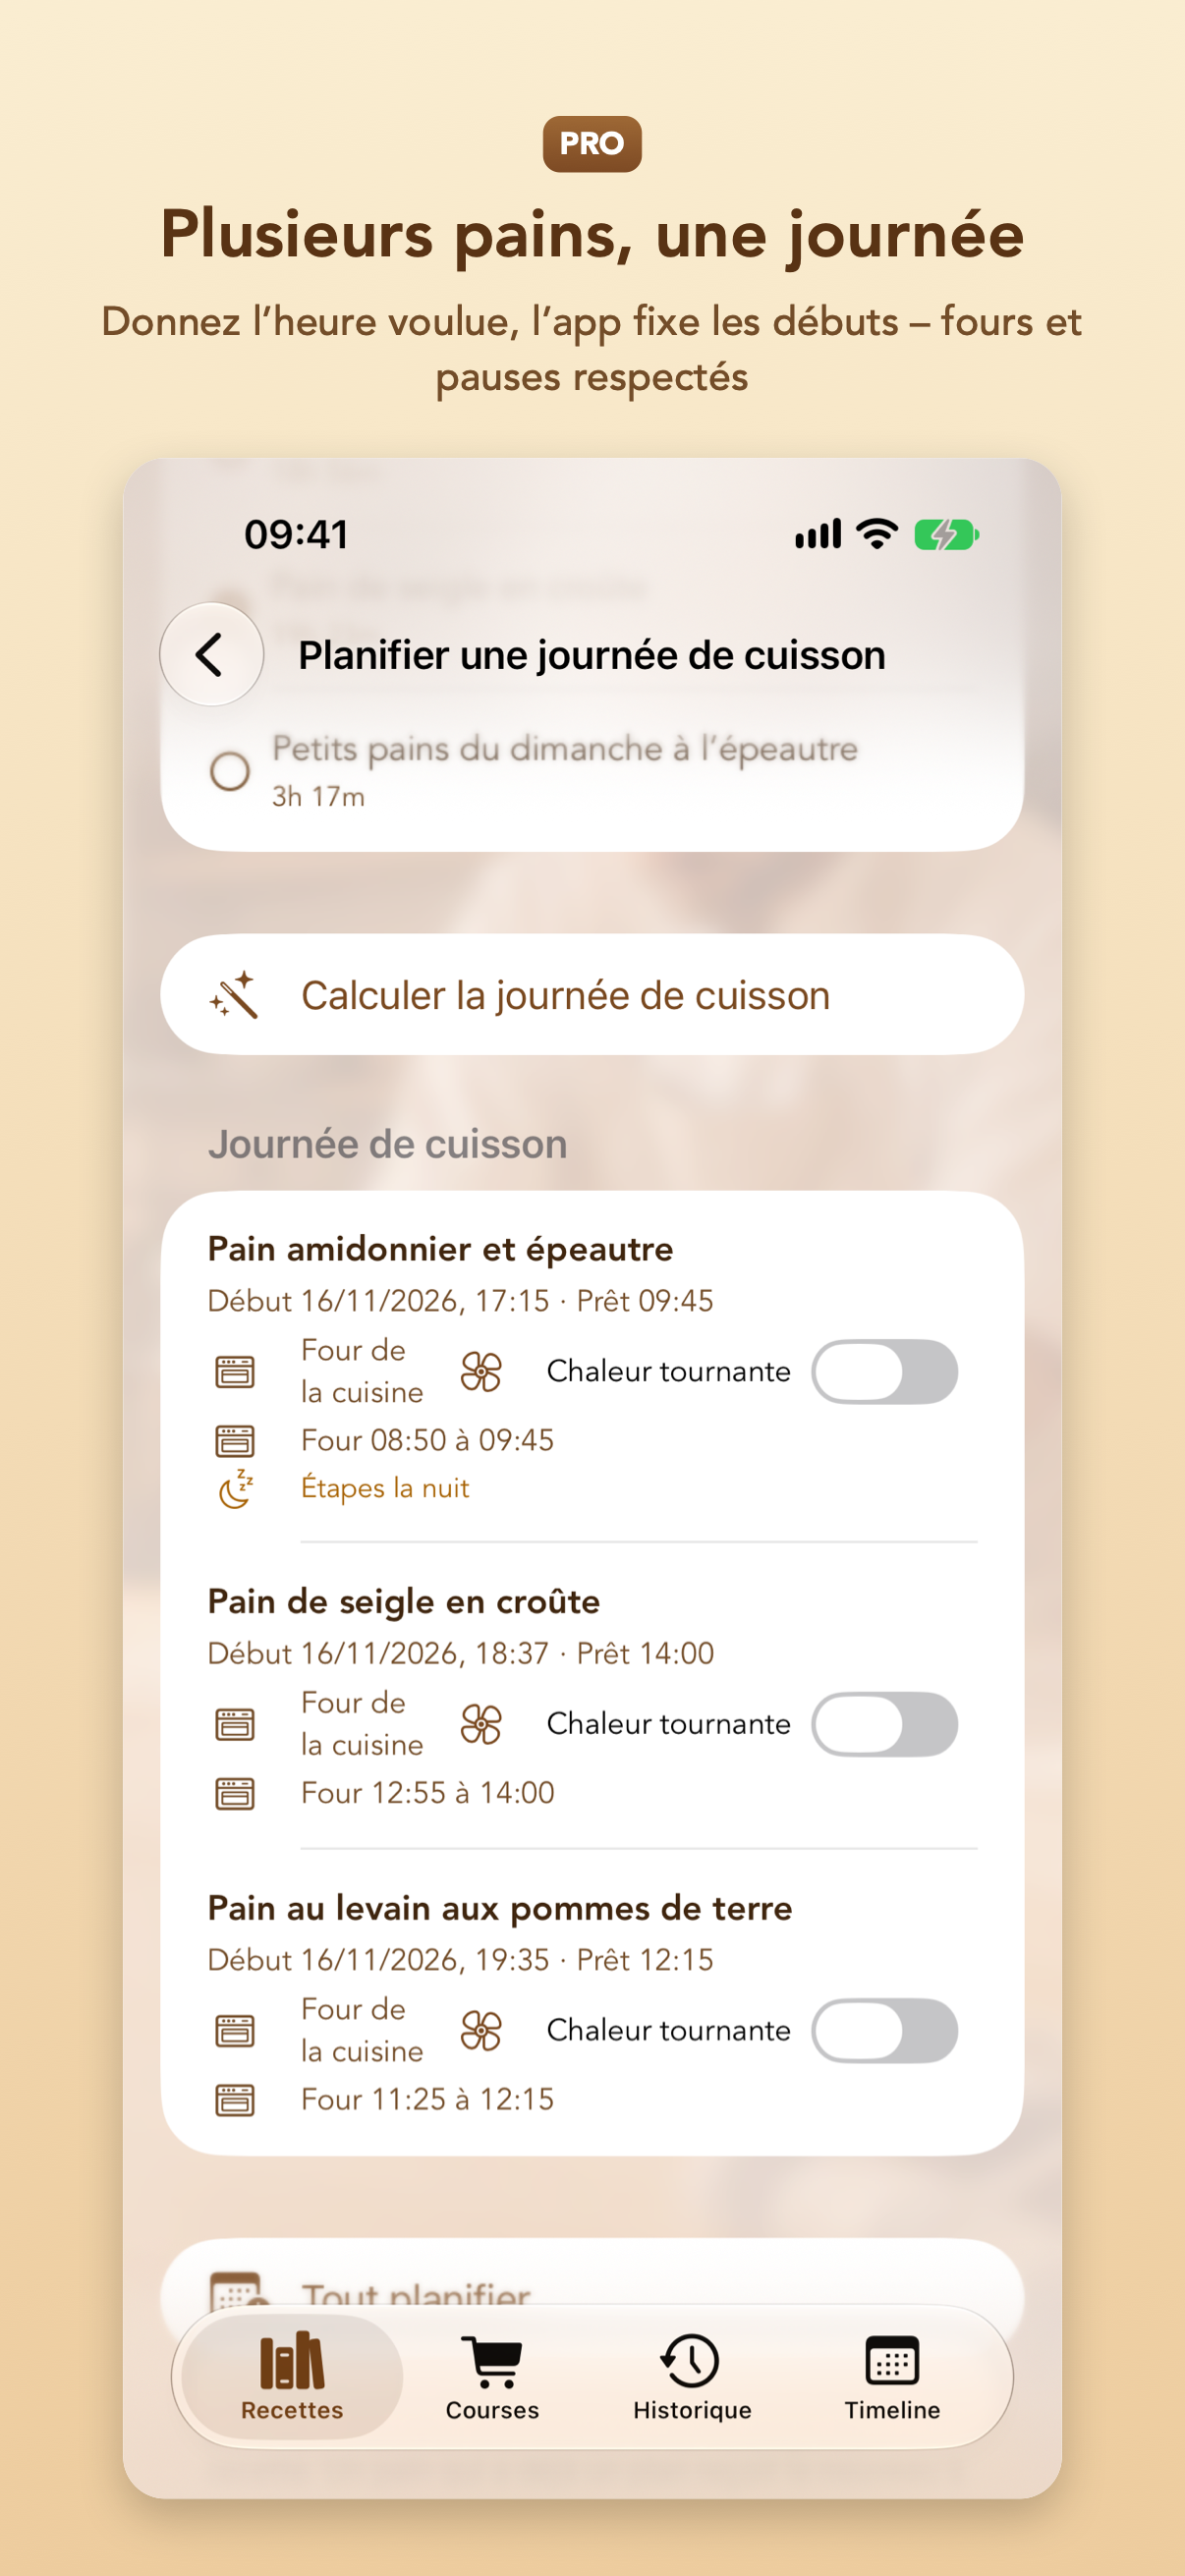 PRO
Plusieurs pains, une journée
Donnez l’heure voulue, l’app fixe les débuts – fours et
pauses respectés
09:41
Pain de seigle en croûte
Planifier une journée de cuisson
Petits pains du dimanche à l’épeautre
3h 17m
Calculer la journée de cuisson
Journée de cuisson
Pain amidonnier et épeautre
Début 16/11/2026, 17:15 · Prêt 09:45
Four de
la cuisine
Chaleur tournante
Four 08:50 à 09:45
Étapes la nuit
Pain de seigle en croûte
Début 16/11/2026, 18:37 · Prêt 14:00
Four de
la cuisine
Chaleur tournante
Four 12:55 à 14:00
Pain au levain aux pommes de terre
Début 16/11/2026, 19:35 · Prêt 12:15
Four de
la cuisine
Chaleur tournante
Four 11:25 à 12:15
Tout planifier
Recettes
Courses
Historique
Timeline